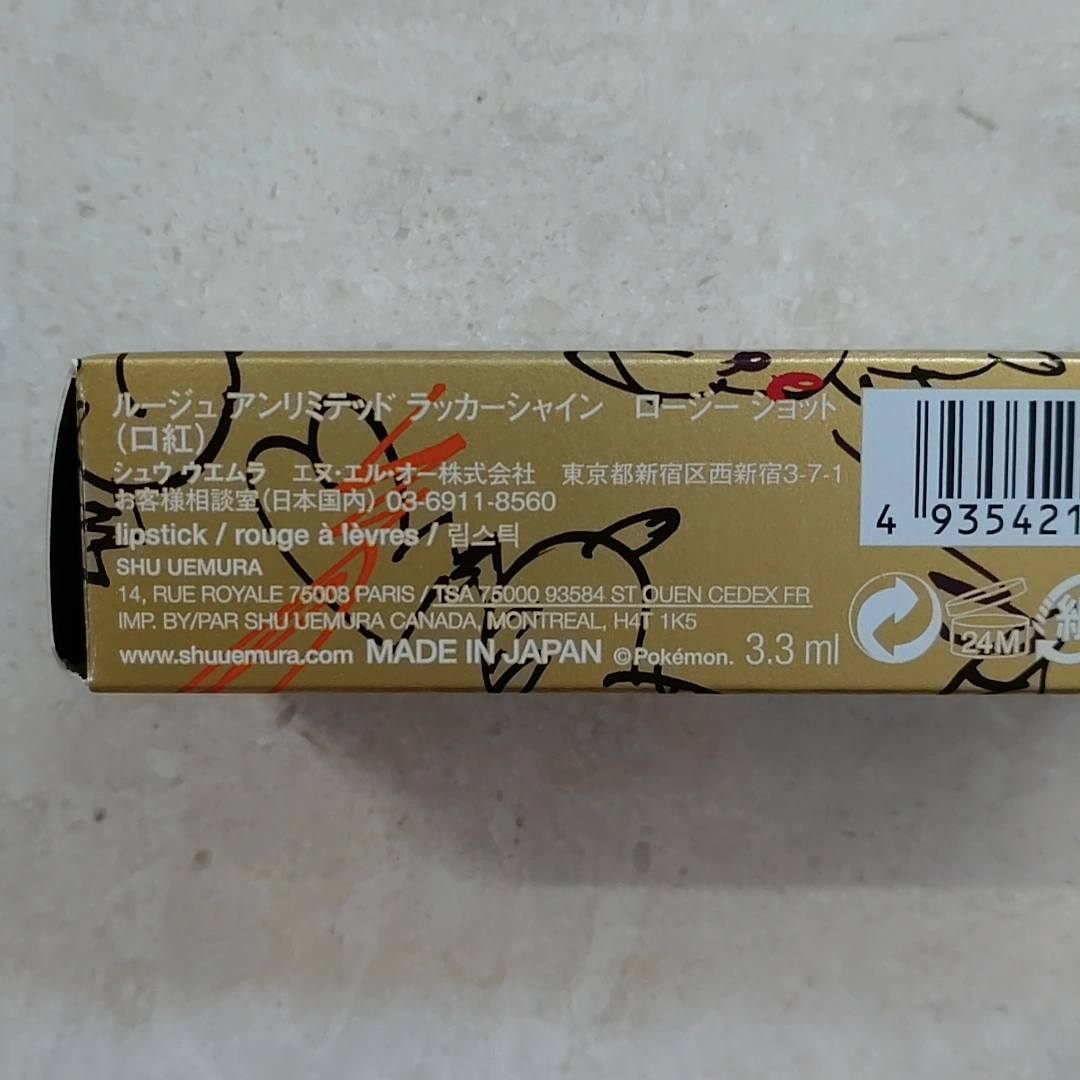 ルージュ アンリミテッド ラッカーシャイン　ロージー ショット
（口紅）
シュウ ウエムラ　エヌ・エル・オー株式会社　東京都新宿区西新宿3-7-1
お客様相談室（日本国内）03-6911-8560
lipstick / rouge à lèvres / 립스틱
SHU UEMURA
14, RUE ROYALE 75008 PARIS / TSA 75000 93584 ST OUEN CEDEX FR
IMP. BY/PAR SHU UEMURA CANADA, MONTREAL, H4T 1K5
www.shuuemura.com MADE IN JAPAN ©Pokémon. 3.3 ml
4 935421
24M